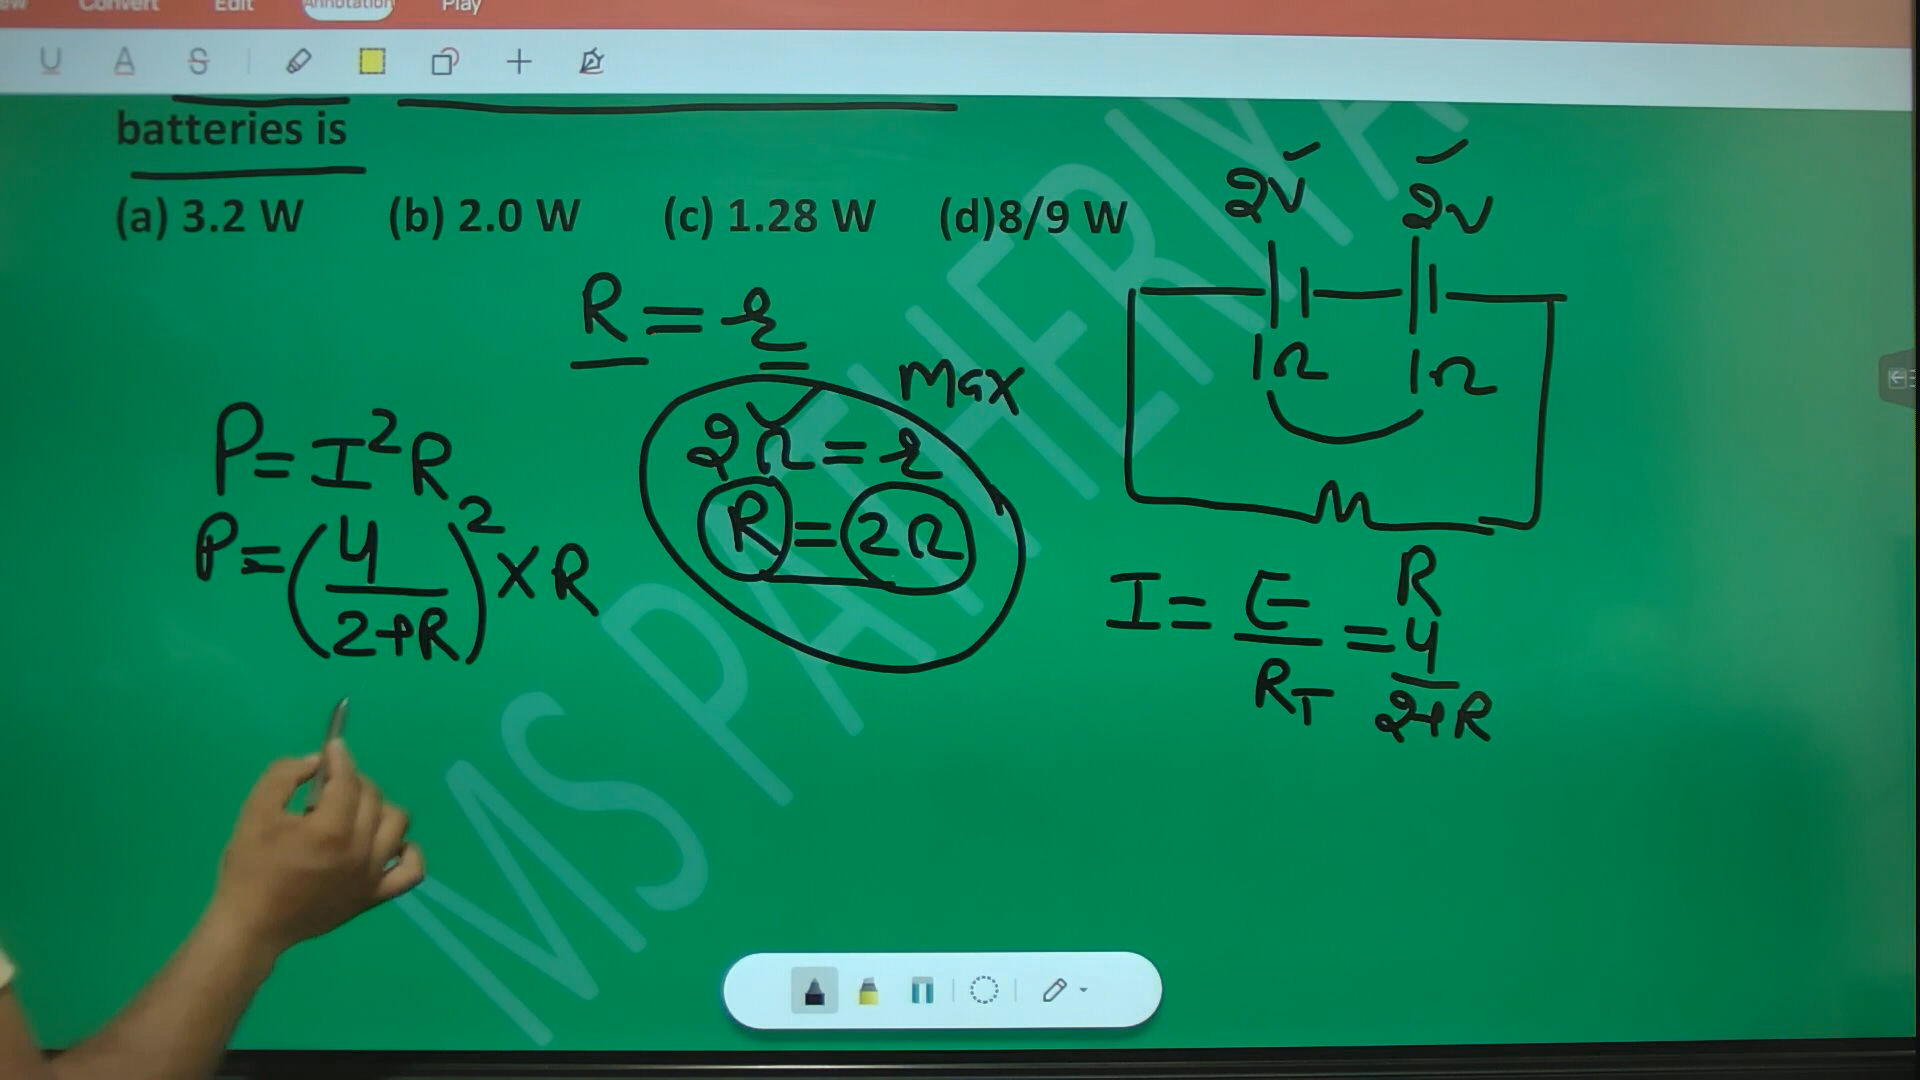 Convert Edit Annotation Play
U A S
batteries is
(a) 3.2 W (b) 2.0 W (c) 1.28 W (d)8/9 W
2V 2V
R = r
1Ω 1Ω
max
2Ω = r
R = 2Ω
P = I²R
P = (4/2+R)² × R
R
I = E/R_T = 4/2+R
MS PATHERIYA